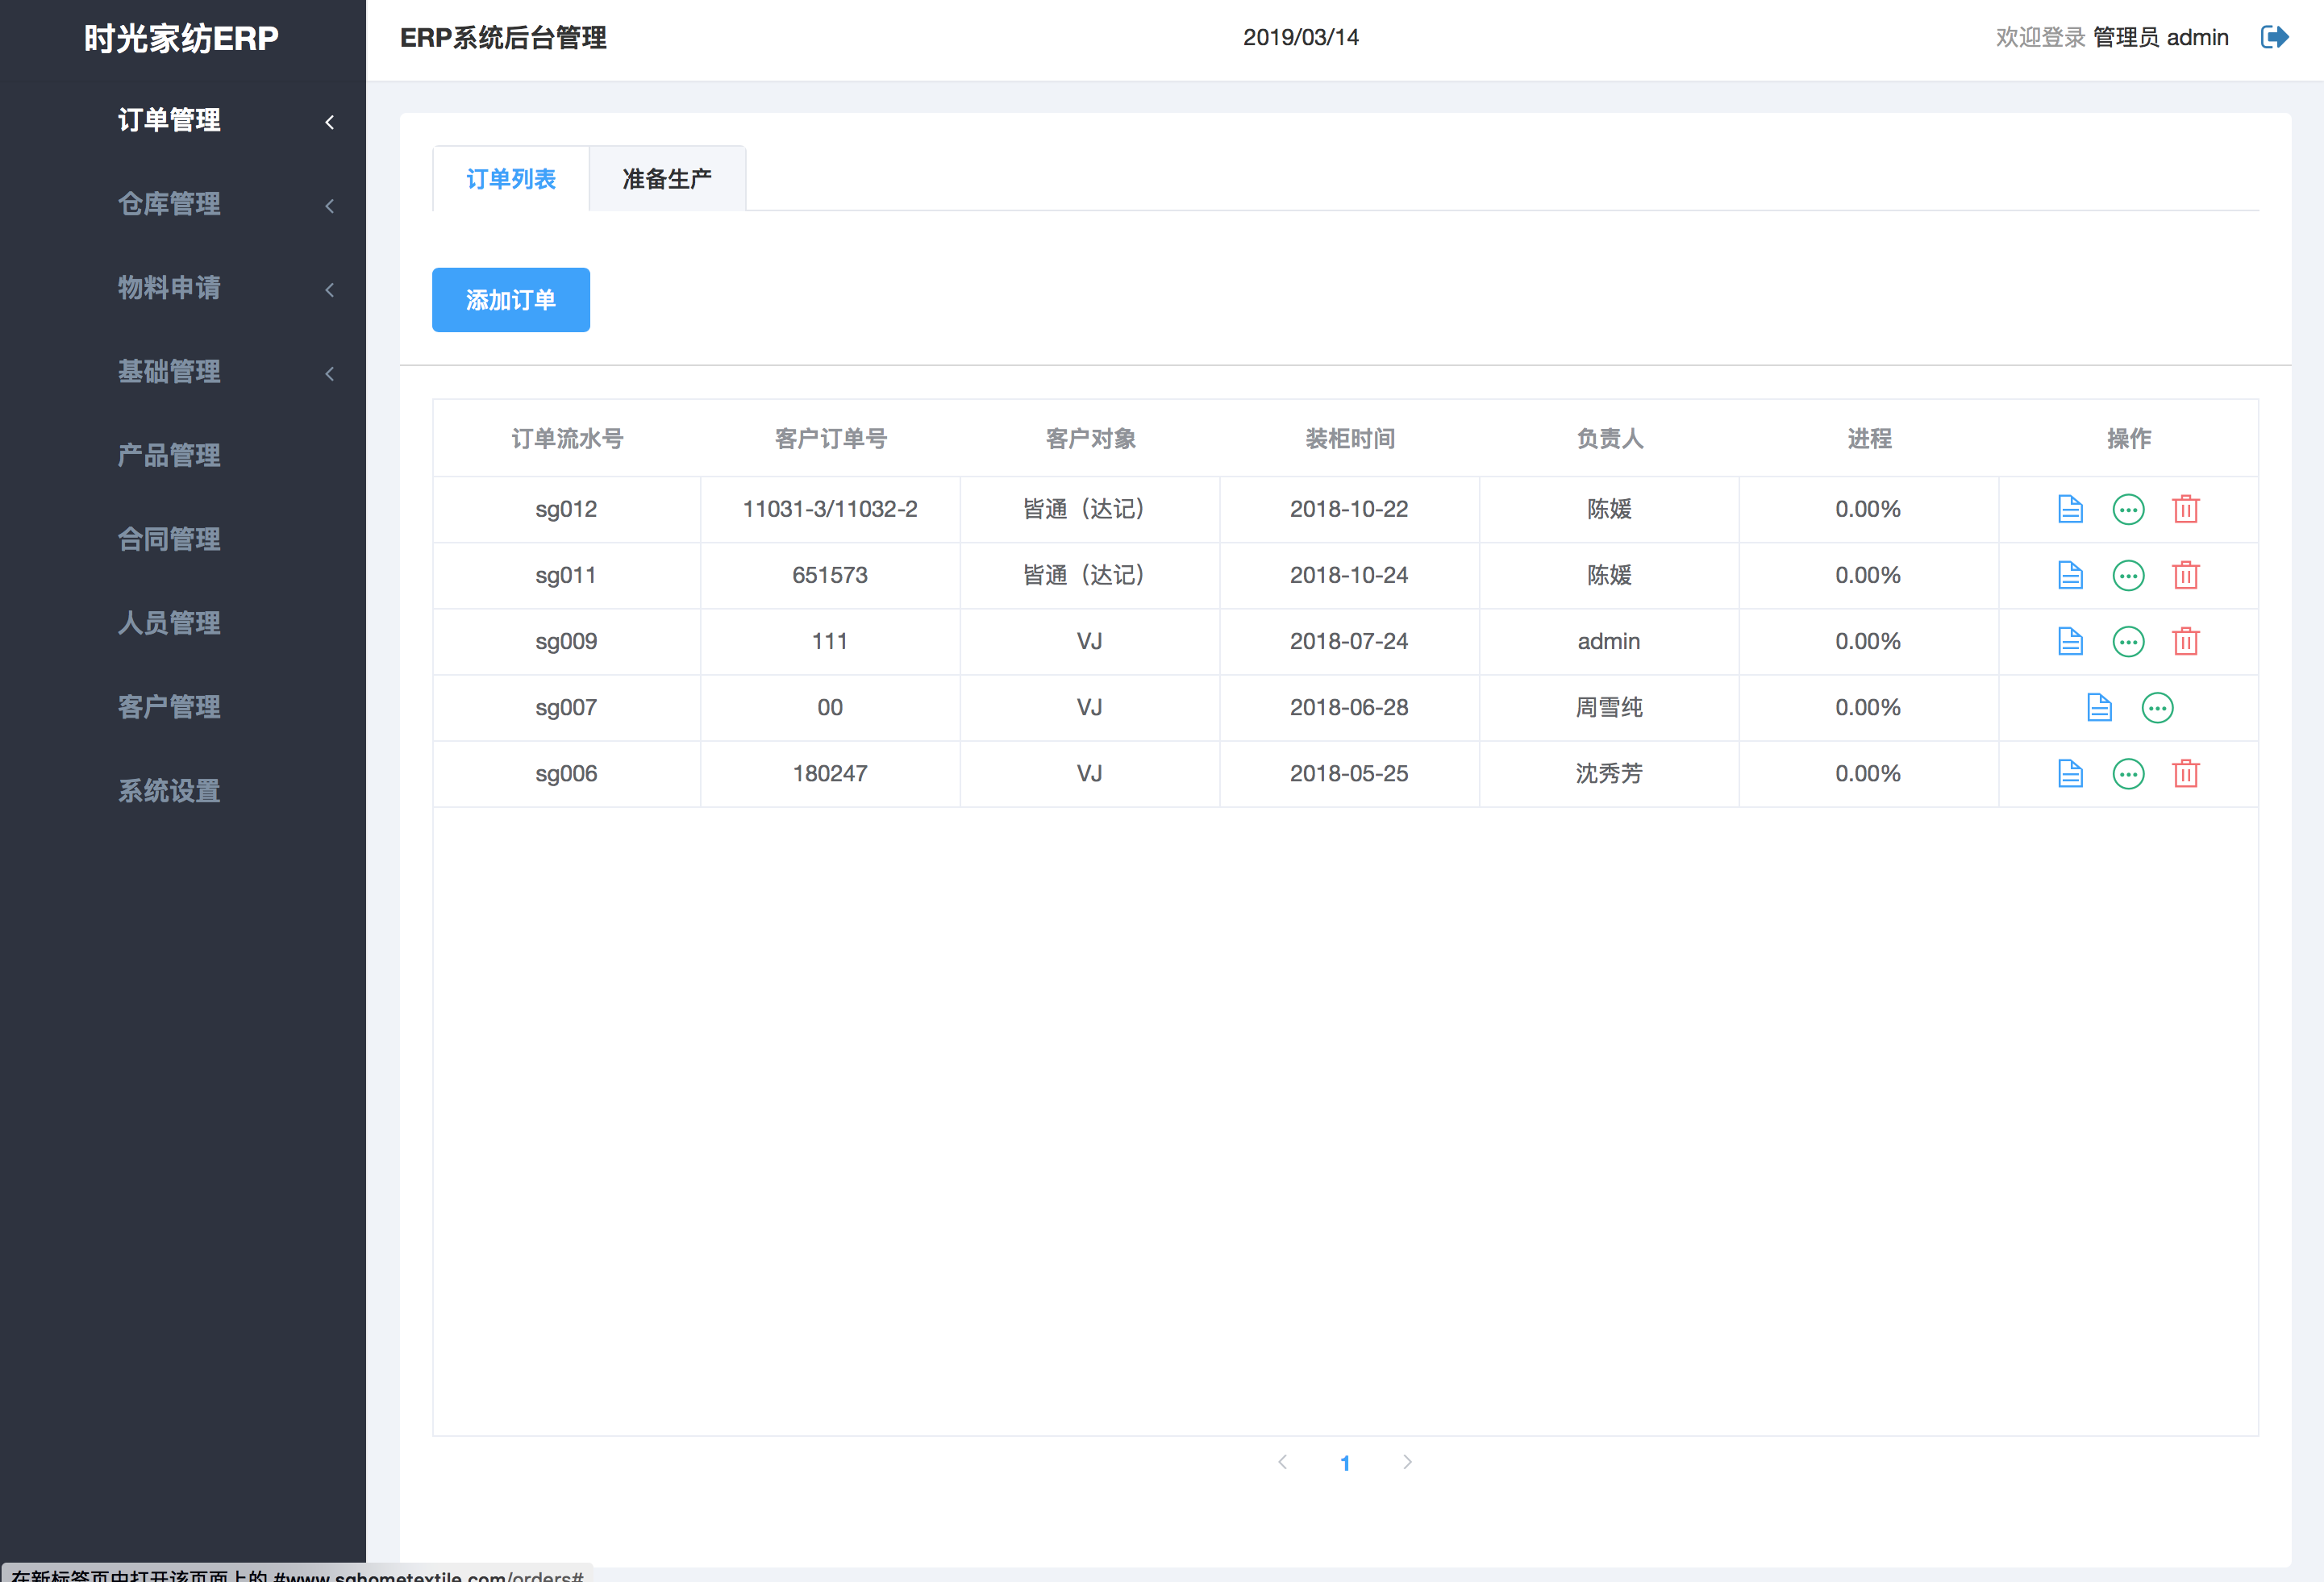 时光家纺ERP
ERP系统后台管理
2019/03/14
欢迎登录 管理员 admin
订单管理
仓库管理
物料申请
基础管理
产品管理
合同管理
人员管理
客户管理
系统设置
订单列表 准备生产
添加订单
订单流水号 客户订单号 客户对象 装柜时间 负责人 进程 操作
sg012 11031-3/11032-2 皆通（达记） 2018-10-22 陈媛 0.00%
sg011 651573 皆通（达记） 2018-10-24 陈媛 0.00%
sg009 111 VJ 2018-07-24 admin 0.00%
sg007 00 VJ 2018-06-28 周雪纯 0.00%
sg006 180247 VJ 2018-05-25 沈秀芳 0.00%
1
在新标签页中打开该页面上的 #www.sghometextile.com/orders#